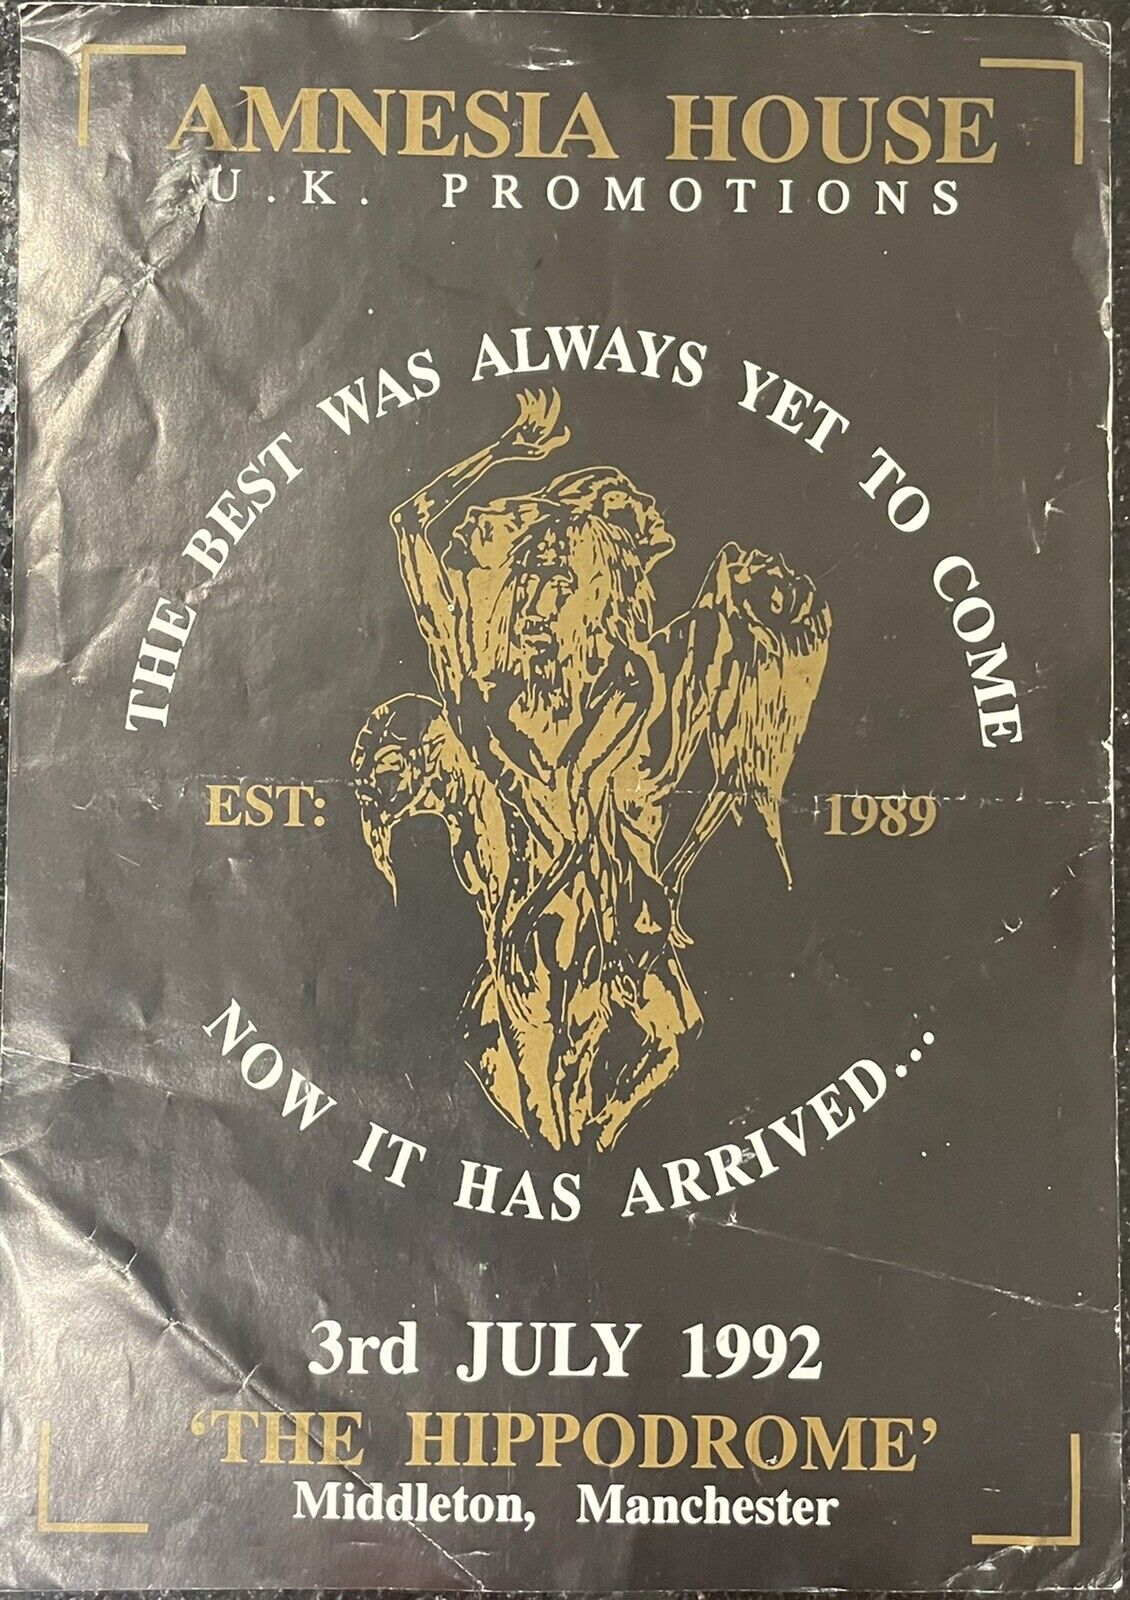 AMNESIA HOUSE
U.K. PROMOTIONS
THE BEST WAS ALWAYS YET TO COME
EST: 1989
NOW IT HAS ARRIVED...
3rd JULY 1992
‘THE HIPPODROME’
Middleton, Manchester